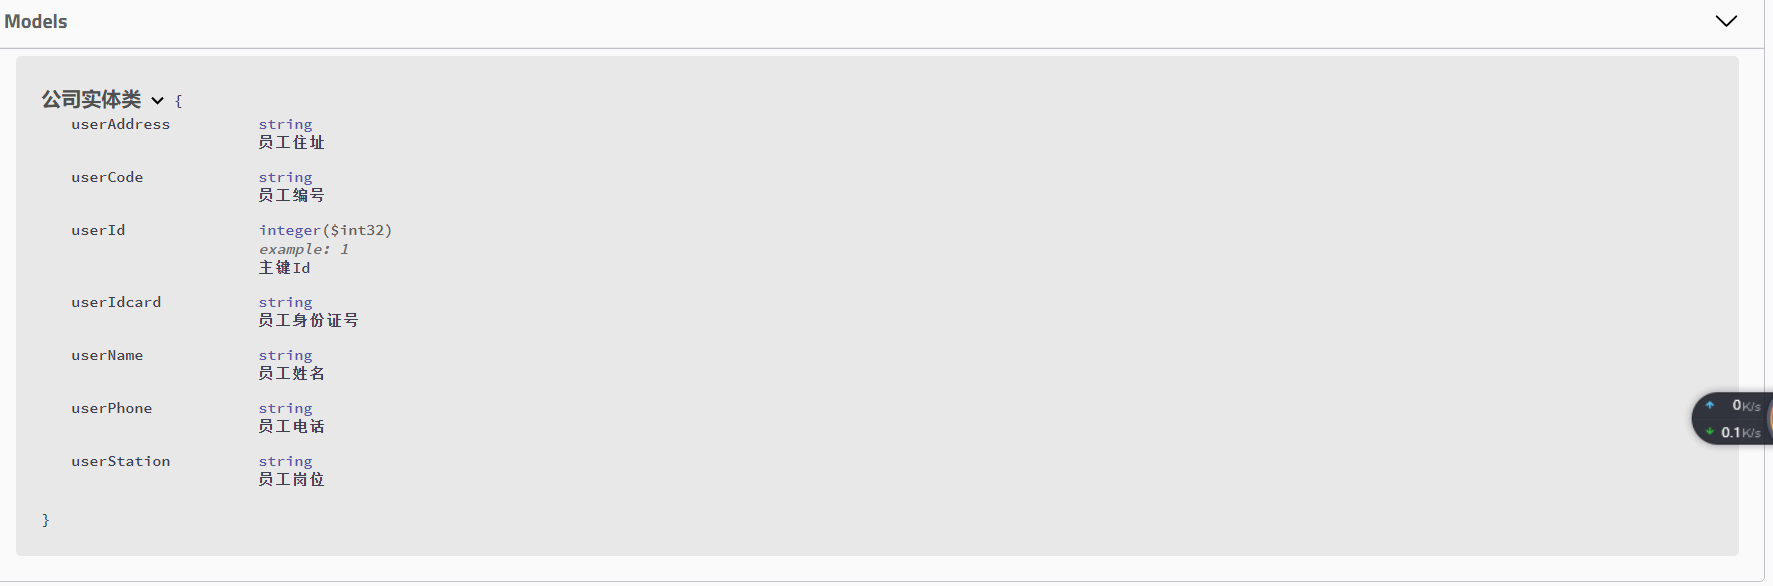 Models
公司实体类 {
userAddress string
员工住址
userCode string
员工编号
userId integer($int32)
example: 1
主键Id
userIdcard string
员工身份证号
userName string
员工姓名
userPhone string
员工电话
userStation string
员工岗位
}
0K/s
0.1K/s